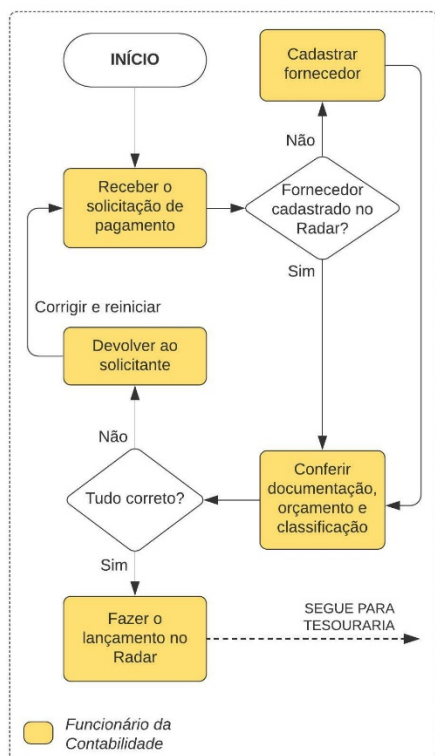 INÍCIO
Cadastrar
fornecedor
Não
Receber o
solicitação de
pagamento
Fornecedor
cadastrado no
Radar?
Sim
Corrigir e reiniciar
Devolver ao
solicitante
Não
Tudo correto?
Conferir
documentação,
orçamento e
classificação
Sim
Fazer o
lançamento no
Radar
SEGUE PARA
TESOURARIA
Funcionário da
Contabilidade